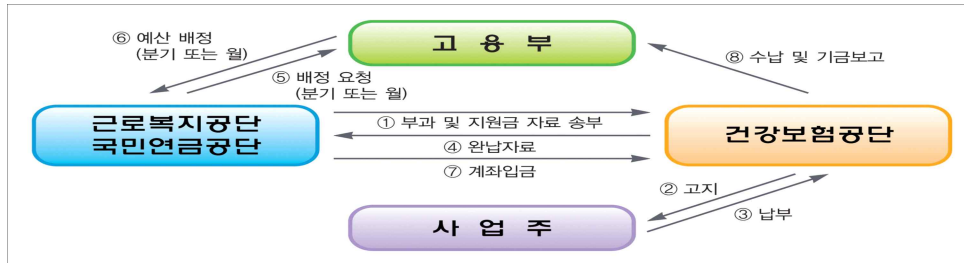 ⑥ 예산 배정
(분기 또는 월)
고 용 부
⑧ 수납 및 기금보고
⑤ 배정 요청
(분기 또는 월)
근로복지공단
국민연금공단
① 부과 및 지원금 자료 송부
건강보험공단
④ 완납자료
⑦ 계좌입금
② 고지
③ 납부
사 업 주